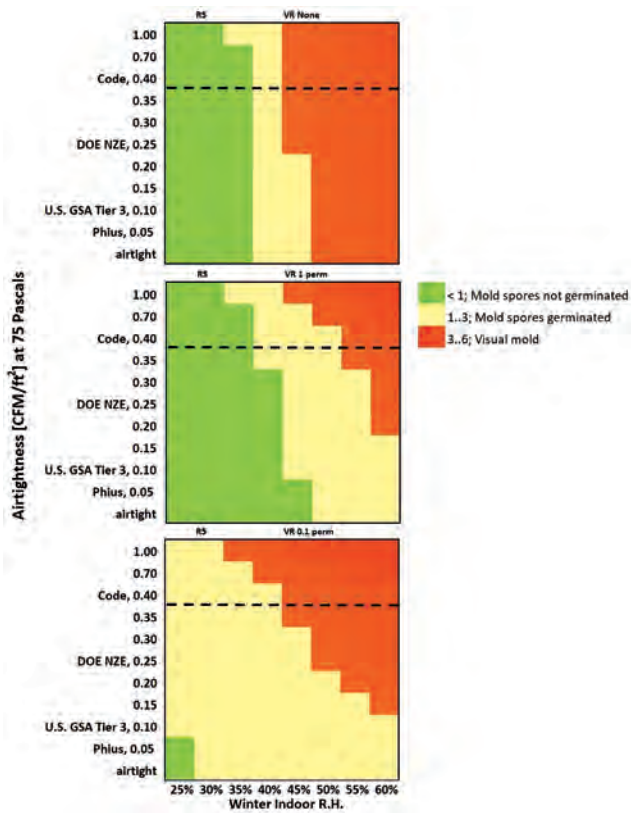 R5 VR None
1.00
0.70
Code, 0.40
0.35
0.30
DOE NZE, 0.25
0.20
0.15
U.S. GSA Tier 3, 0.10
Phius, 0.05
airtight
R5 VR 1 perm
1.00
0.70
Code, 0.40
0.35
0.30
DOE NZE, 0.25
0.20
0.15
U.S. GSA Tier 3, 0.10
Phius, 0.05
airtight
R5 VR 0.1 perm
1.00
0.70
Code, 0.40
0.35
0.30
DOE NZE, 0.25
0.20
0.15
U.S. GSA Tier 3, 0.10
Phius, 0.05
airtight
25% 30% 35% 40% 45% 50% 55% 60%
Winter Indoor R.H.
Airtightness [CFM/ft²] at 75 Pascals
< 1; Mold spores not germinated
1..3; Mold spores germinated
3..6; Visual mold